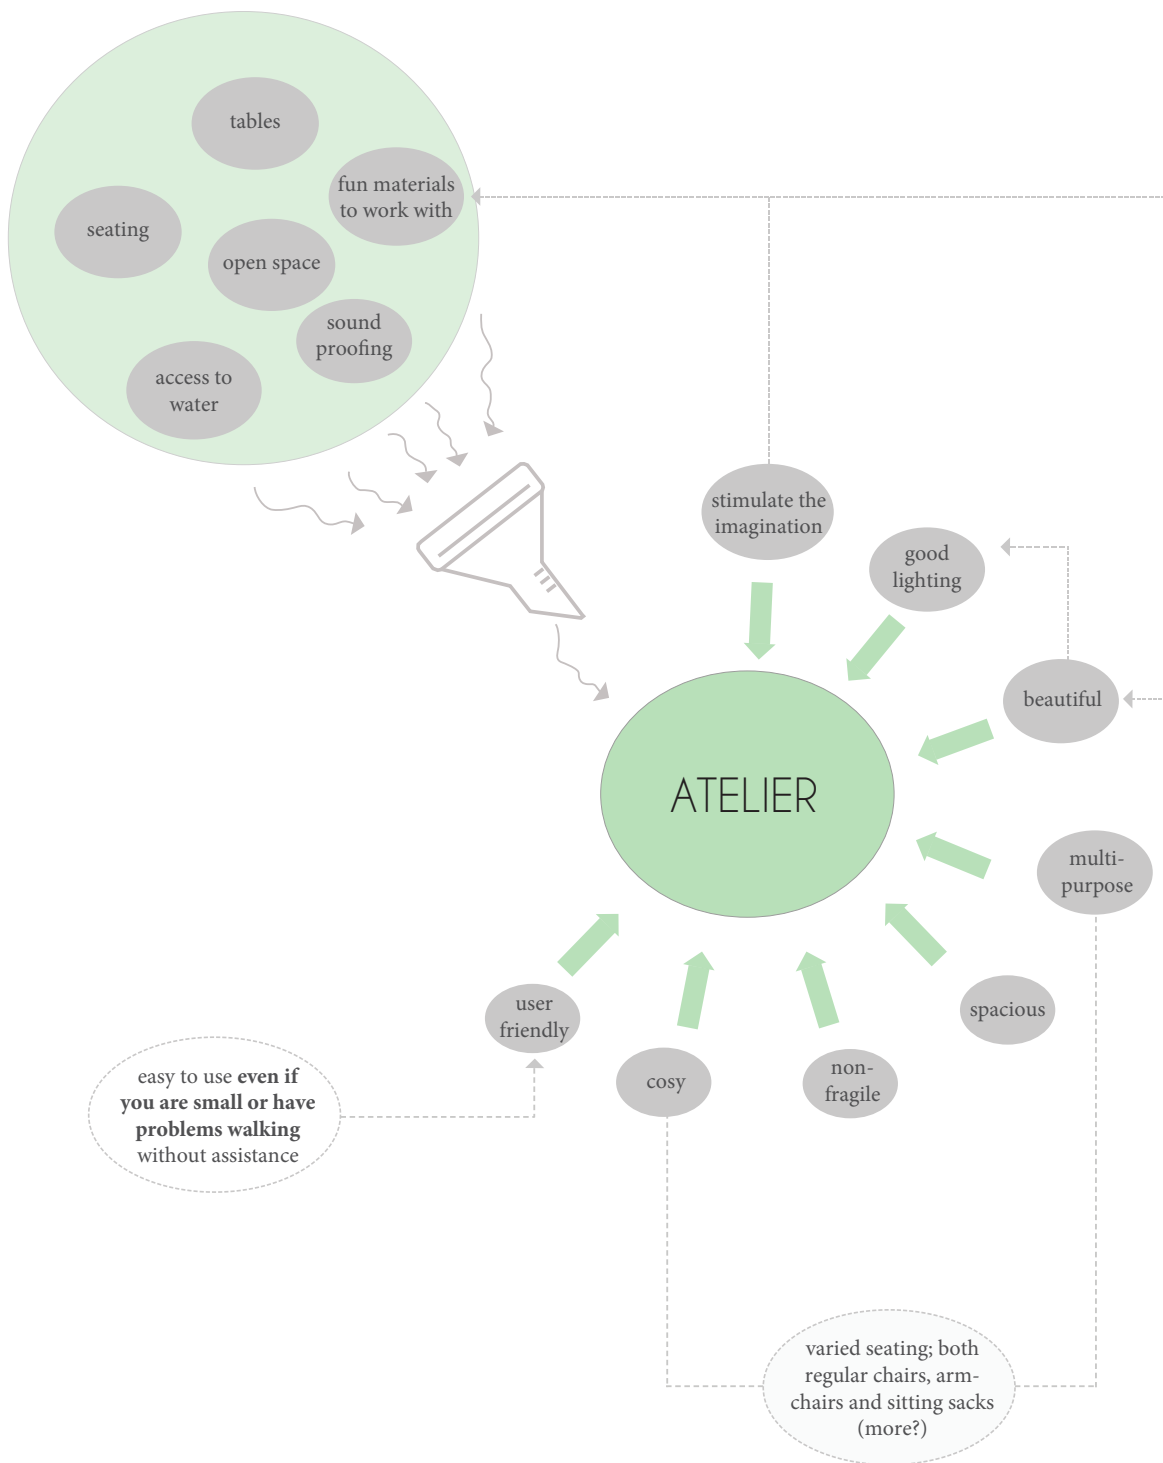 tables
fun materials
to work with
seating
open space
sound
proofing
access to
water
stimulate the
imagination
good
lighting
beautiful
ATELIER
multi-
purpose
user
friendly
spacious
cosy
non-
fragile
easy to use even if
you are small or have
problems walking
without assistance
varied seating; both
regular chairs, arm-
chairs and sitting sacks
(more?)